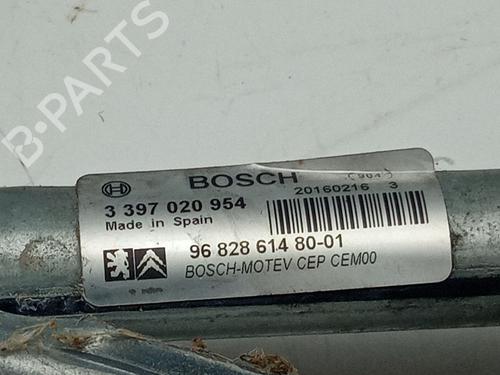 B-PARTS
BOSCH
(904)
20160216 3
3 397 020 954
Made in Spain
96 828 614 80-01
BOSCH-MOTEV CEP CEM00